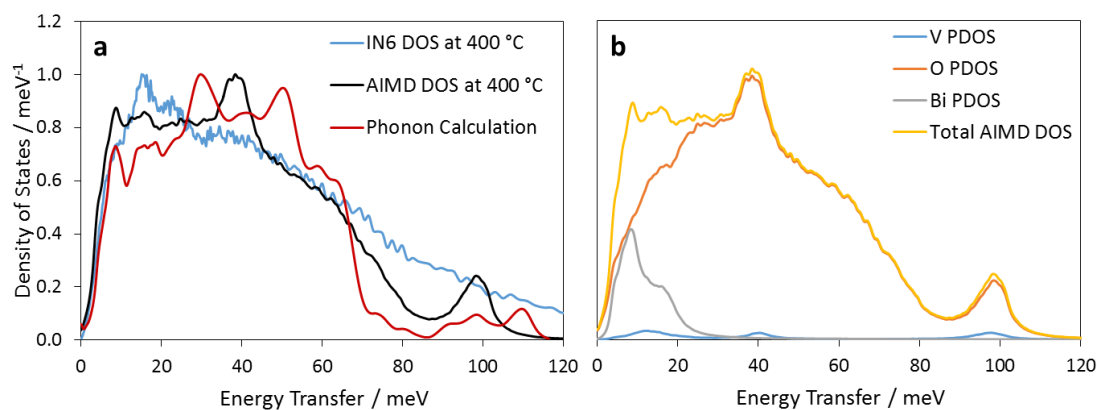 a
IN6 DOS at 400 °C
AIMD DOS at 400 °C
Phonon Calculation
Density of States / meV⁻¹
1.2
1.0
0.8
0.6
0.4
0.2
0.0
0 20 40 60 80 100 120
Energy Transfer / meV
b
V PDOS
O PDOS
Bi PDOS
Total AIMD DOS
0 20 40 60 80 100 120
Energy Transfer / meV